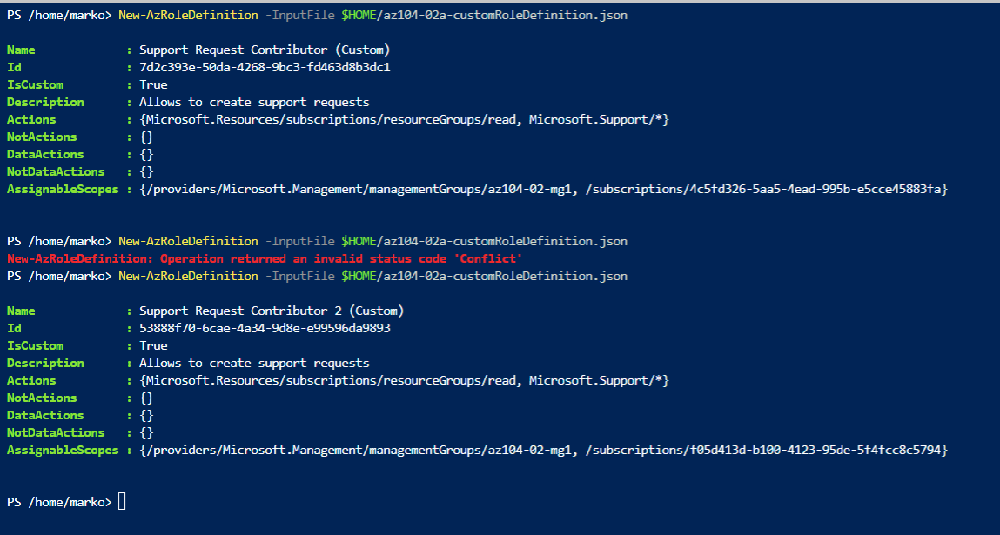 PS /home/marko> New-AzRoleDefinition -InputFile $HOME/az104-02a-customRoleDefinition.json
Name : Support Request Contributor (Custom)
Id : 7d2c393e-50da-4268-9bc3-fd463d8b3dc1
IsCustom : True
Description : Allows to create support requests
Actions : {Microsoft.Resources/subscriptions/resourceGroups/read, Microsoft.Support/*}
NotActions : {}
DataActions : {}
NotDataActions : {}
AssignableScopes : {/providers/Microsoft.Management/managementGroups/az104-02-mg1, /subscriptions/4c5fd326-5aa5-4ead-995b-e5cce45883fa}
PS /home/marko> New-AzRoleDefinition -InputFile $HOME/az104-02a-customRoleDefinition.json
New-AzRoleDefinition: Operation returned an invalid status code 'Conflict'
PS /home/marko> New-AzRoleDefinition -InputFile $HOME/az104-02a-customRoleDefinition.json
Name : Support Request Contributor 2 (Custom)
Id : 53888f70-6cae-4a34-9d8e-e99596da9893
IsCustom : True
Description : Allows to create support requests
Actions : {Microsoft.Resources/subscriptions/resourceGroups/read, Microsoft.Support/*}
NotActions : {}
DataActions : {}
NotDataActions : {}
AssignableScopes : {/providers/Microsoft.Management/managementGroups/az104-02-mg1, /subscriptions/f05d413d-b100-4123-95de-5f4fcc8c5794}
PS /home/marko>